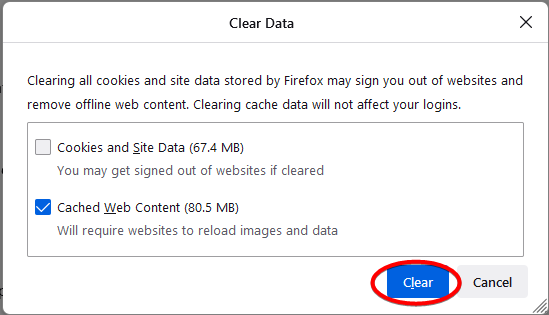 Clear Data
Clearing all cookies and site data stored by Firefox may sign you out of websites and
remove offline web content. Clearing cache data will not affect your logins.
Cookies and Site Data (67.4 MB)
You may get signed out of websites if cleared
Cached Web Content (80.5 MB)
Will require websites to reload images and data
Clear Cancel